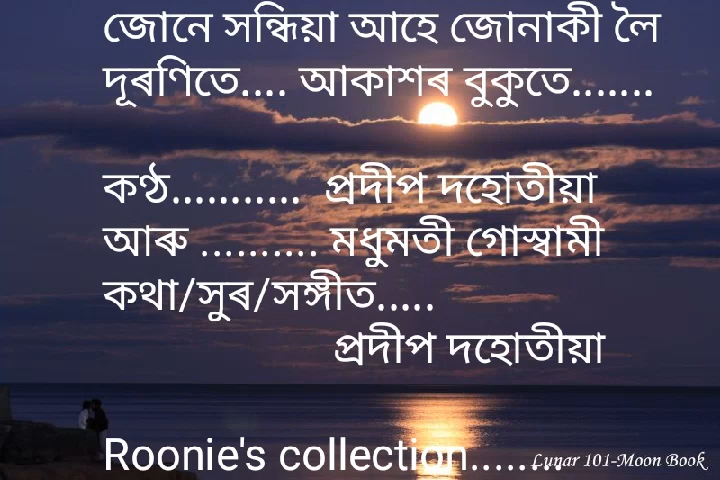 জোনে সন্ধিয়া আহে জোনাকী লৈ
দূৰণিতে.... আকাশৰ বুকুতে.......
কণ্ঠ........... প্ৰদীপ দহোতীয়া
আৰু .......... মধুমতী গোস্বামী
কথা/সুৰ/সঙ্গীত.....
প্ৰদীপ দহোতীয়া
Roonie's collection........
Lunar 101-Moon Book